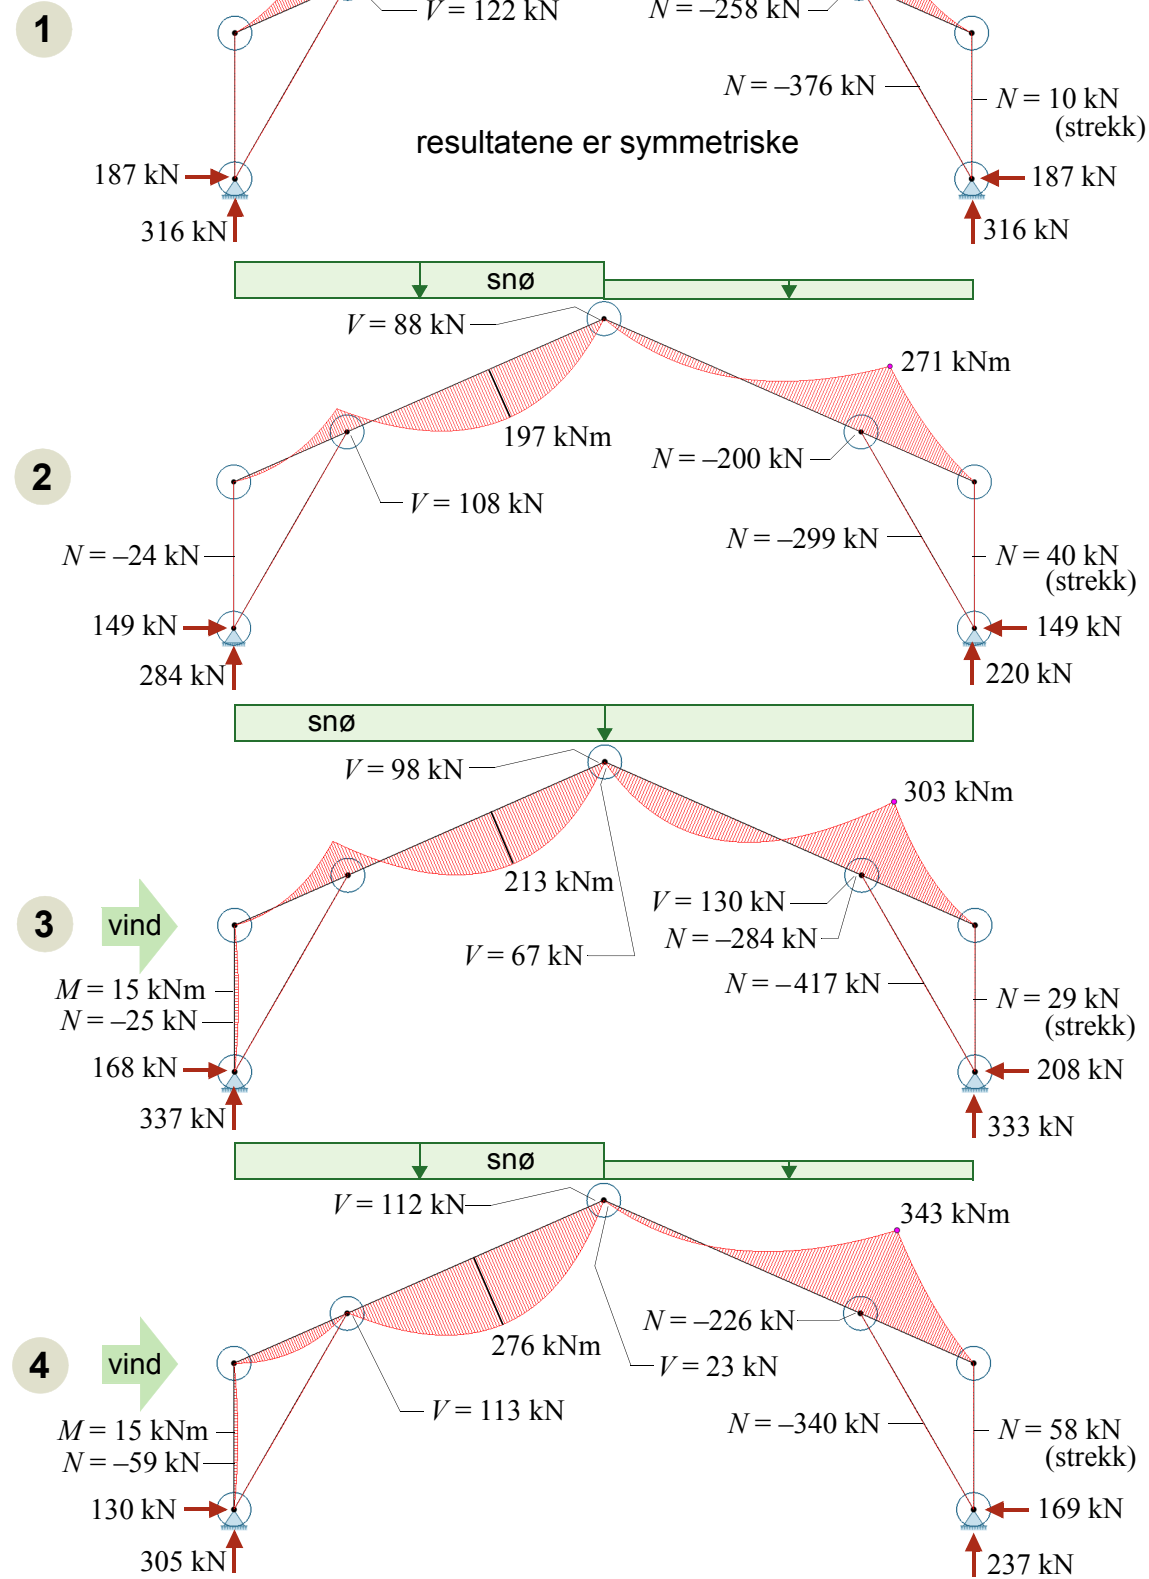 1
V = 122 kN
N = –258 kN
N = –376 kN
N = 10 kN
(strekk)
resultatene er symmetriske
187 kN
187 kN
316 kN
316 kN
snø
V = 88 kN
271 kNm
197 kNm
N = –200 kN
2
V = 108 kN
N = –299 kN
N = –24 kN
N = 40 kN
(strekk)
149 kN
149 kN
284 kN
220 kN
snø
V = 98 kN
303 kNm
213 kNm
V = 130 kN
3
vind
N = –284 kN
V = 67 kN
N = –417 kN
M = 15 kNm
N = –25 kN
N = 29 kN
(strekk)
168 kN
208 kN
337 kN
333 kN
snø
V = 112 kN
343 kNm
N = –226 kN
276 kNm
4
vind
V = 23 kN
V = 113 kN
N = –340 kN
M = 15 kNm
N = –59 kN
N = 58 kN
(strekk)
130 kN
169 kN
305 kN
237 kN